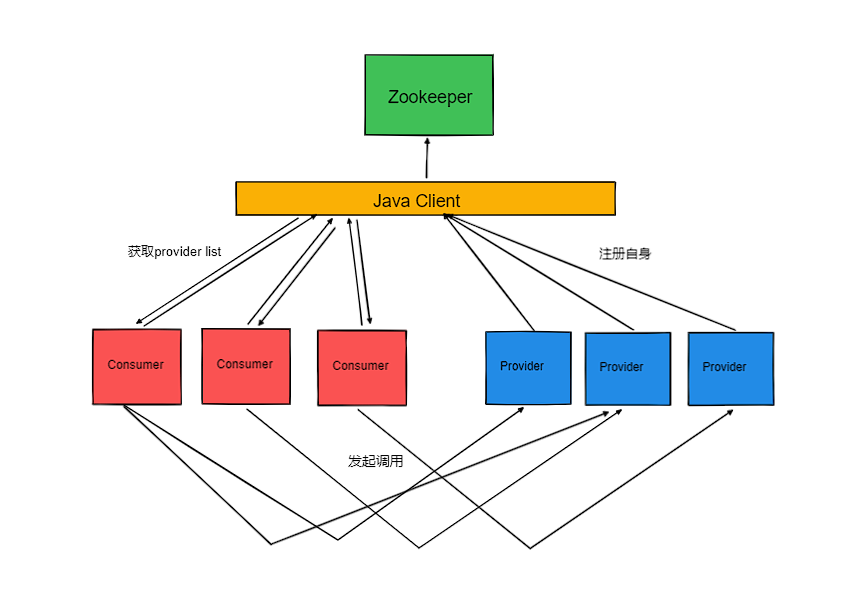 Zookeeper
Java Client
获取provider list
注册自身
Consumer
Consumer
Consumer
Provider
Provider
Provider
发起调用